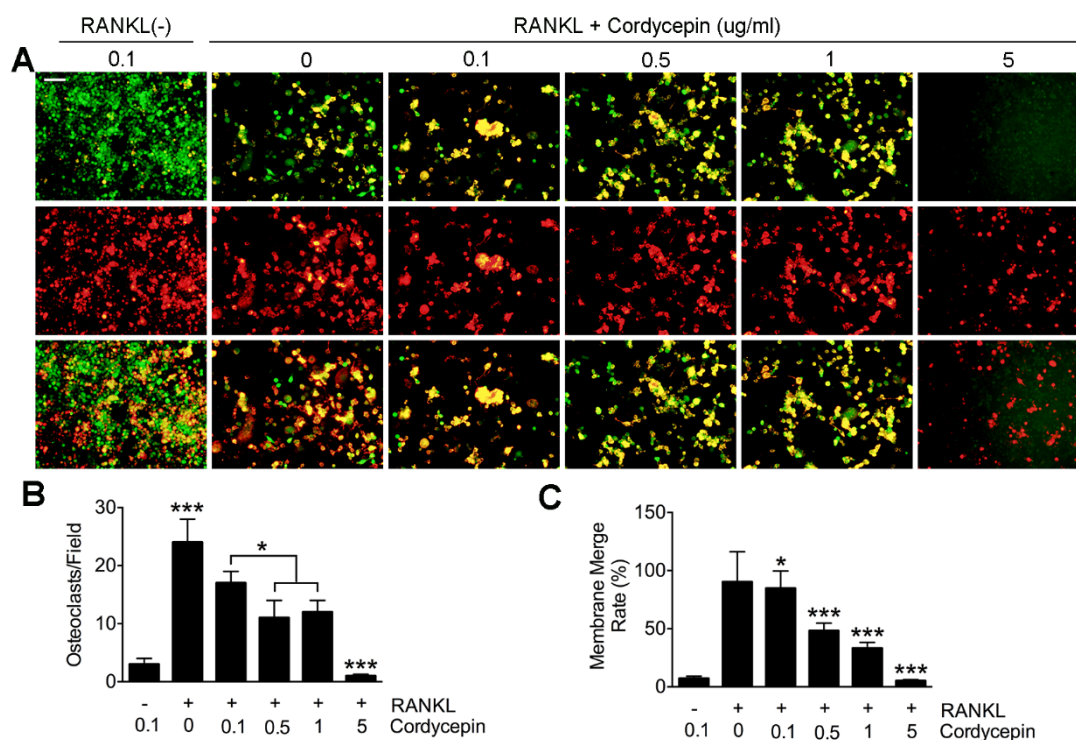 RANKL(-) RANKL + Cordycepin (ug/ml)
A 0.1 0 0.1 0.5 1 5
B
Osteoclasts/Field
30
20
10
0
***
*
***
- + + + + + RANKL
0.1 0 0.1 0.5 1 5 Cordycepin
C
Membrane Merge
Rate (%)
150
100
50
0
*
***
***
***
- + + + + + RANKL
0.1 0 0.1 0.5 1 5 Cordycepin